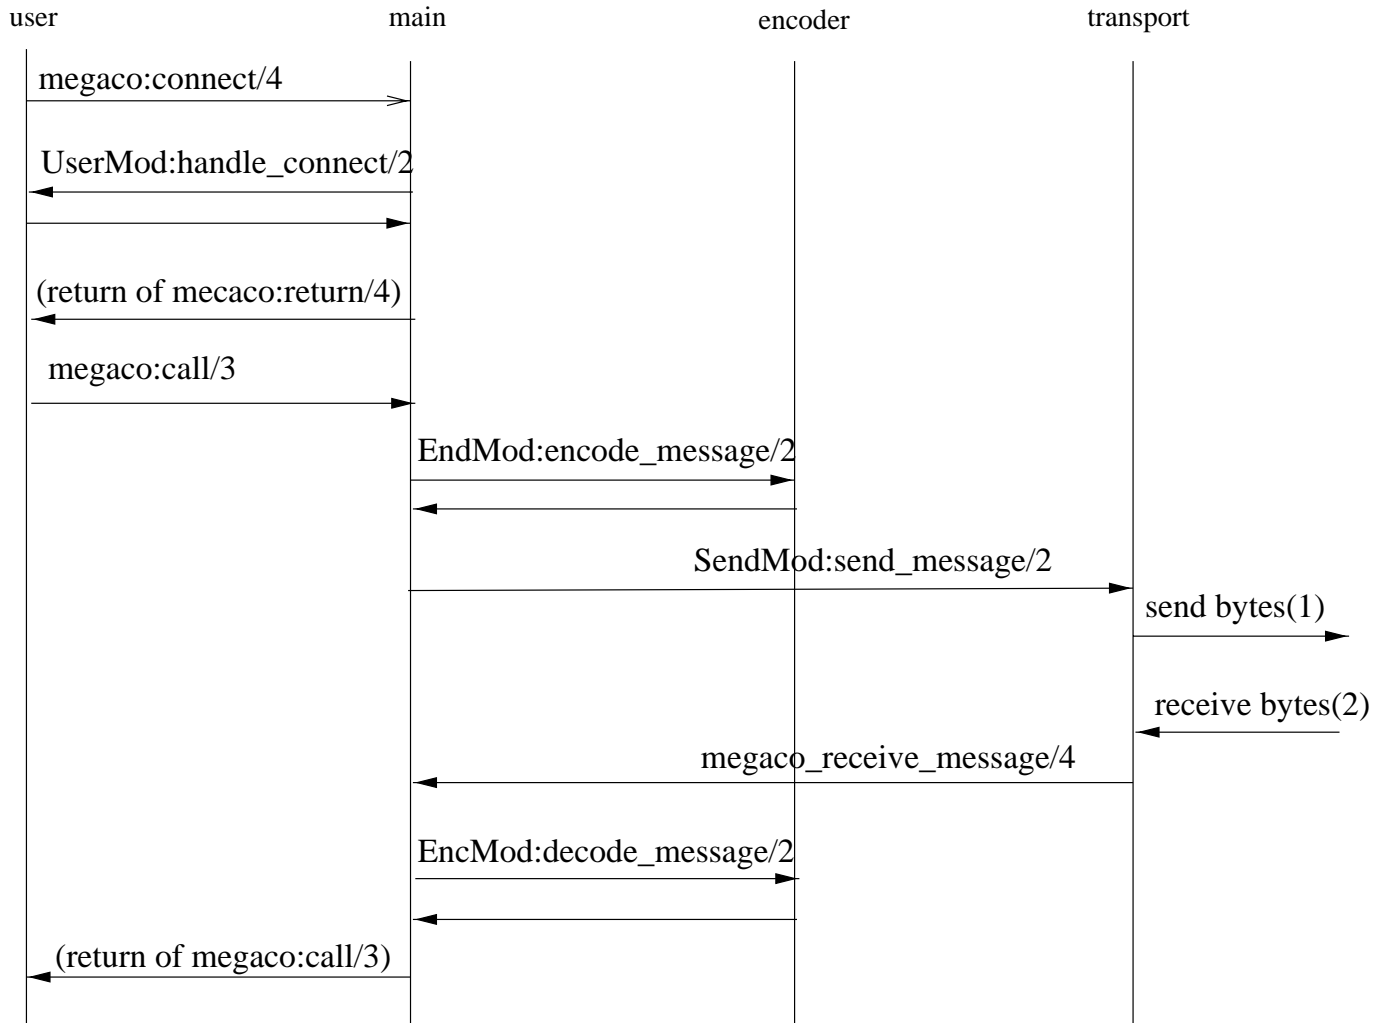 user
main
encoder
transport
megaco:connect/4
UserMod:handle_connect/2
(return of mecaco:return/4)
megaco:call/3
EndMod:encode_message/2
SendMod:send_message/2
send bytes(1)
receive bytes(2)
megaco_receive_message/4
EncMod:decode_message/2
(return of megaco:call/3)